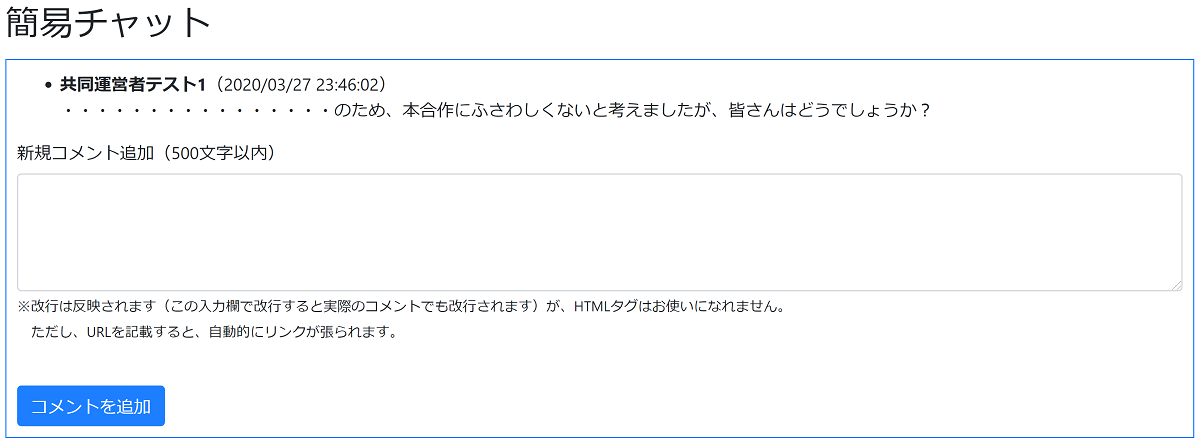 簡易チャット
• 共同運営者テスト1（2020/03/27 23:46:02）
・・・・・・・・・・・・・・・・のため、本合作にふさわしくないと考えましたが、皆さんはどうでしょうか？
新規コメント追加（500文字以内）
※改行は反映されます（この入力欄で改行すると実際のコメントでも改行されます）が、HTMLタグはお使いになれません。
ただし、URLを記載すると、自動的にリンクが張られます。
コメントを追加